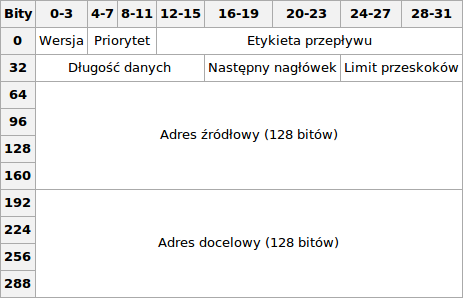 Bity 0-3 4-7 8-11 12-15 16-19 20-23 24-27 28-31
0 Wersja Priorytet Etykieta przepływu
32 Długość danych Następny nagłówek Limit przeskoków
64
96
Adres źródłowy (128 bitów)
128
160
192
224
Adres docelowy (128 bitów)
256
288